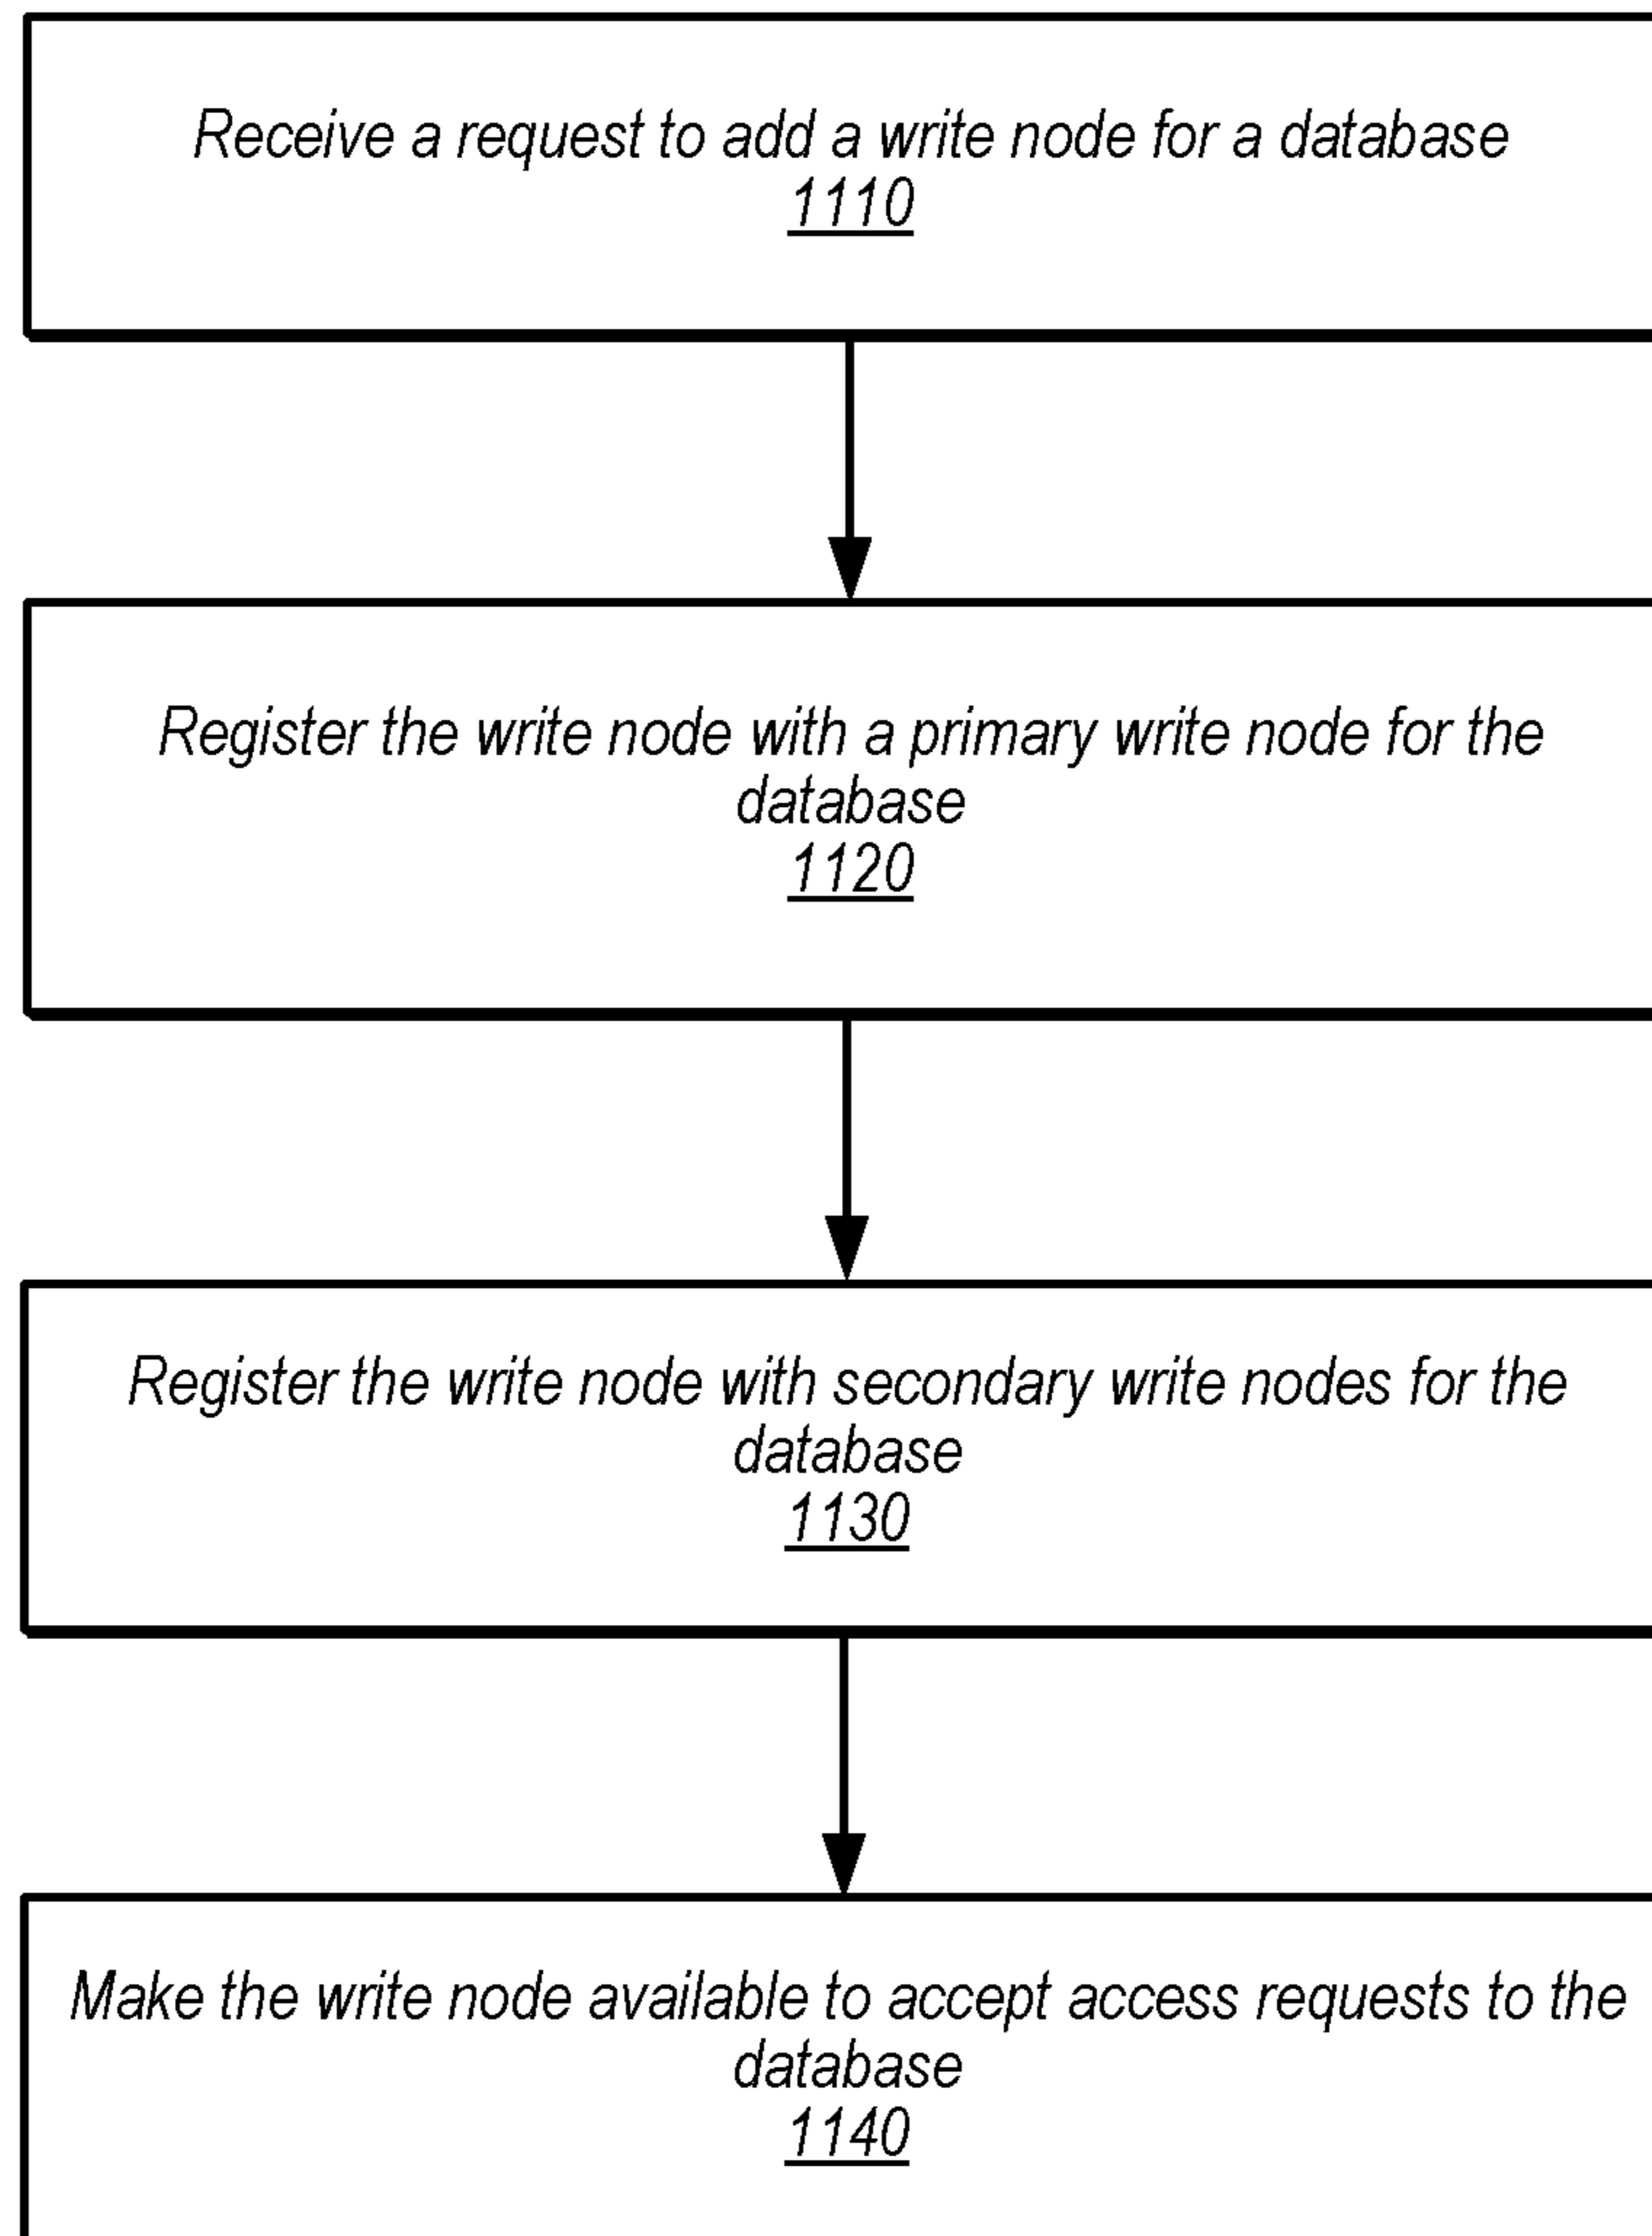 Receive a request to add a write node for a database
1110
Register the write node with a primary write node for the
database
1120
Register the write node with secondary write nodes for the
database
1130
Make the write node available to accept access requests to the
database
1140